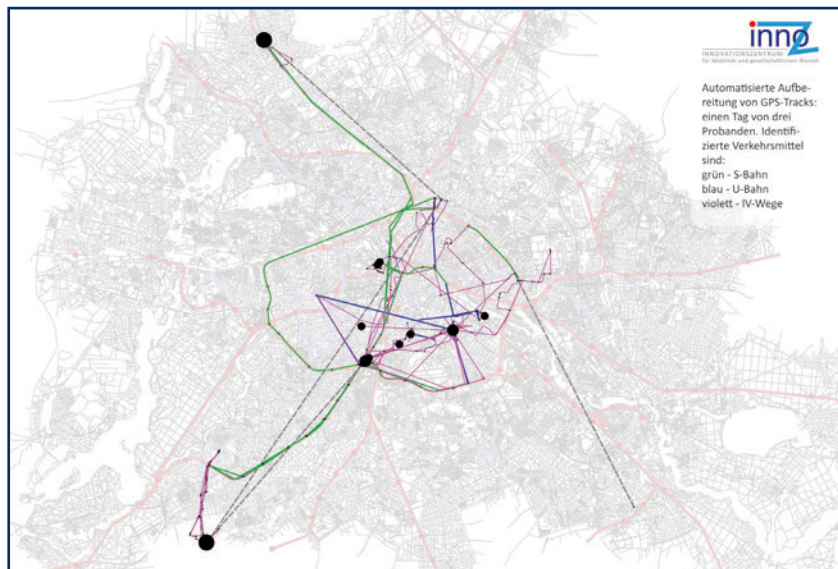 innoZ
INNOVATIONSZENTRUM
für Mobilität und gesellschaftlichen Wandel
Automatisierte Aufbe-
reitung von GPS-Tracks:
einen Tag von drei
Probanden. Identifi-
zierte Verkehrsmittel
sind:
grün - S-Bahn
blau - U-Bahn
violett - IV-Wege